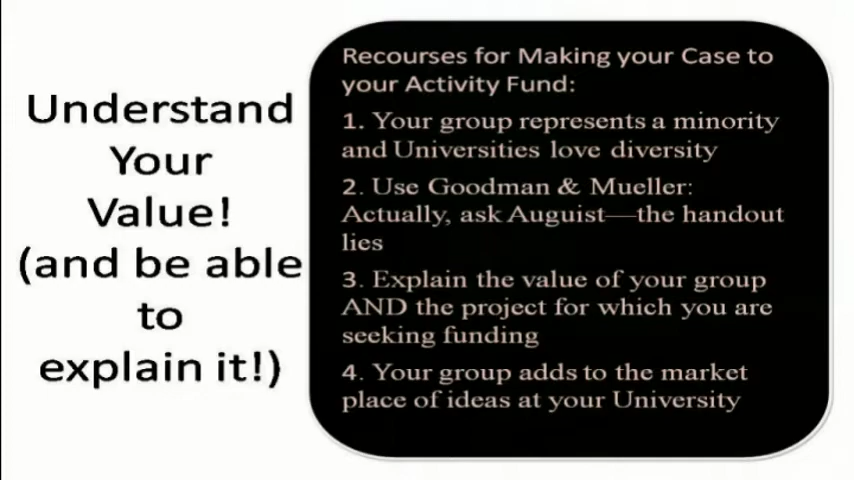 Understand
Your
Value!
(and be able
to
explain it!)
Recourses for Making your Case to
your Activity Fund:
1. Your group represents a minority
and Universities love diversity
2. Use Goodman & Mueller:
Actually, ask Auguist—the handout
lies
3. Explain the value of your group
AND the project for which you are
seeking funding
4. Your group adds to the market
place of ideas at your University